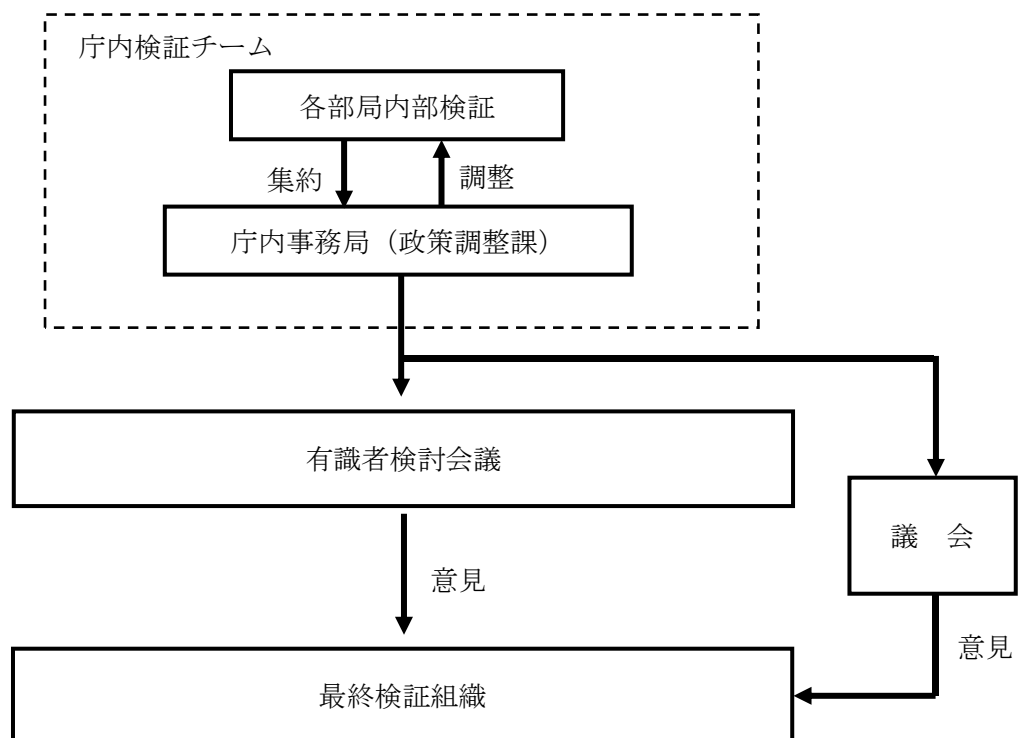 庁内検証チーム
各部局内部検証
集約
調整
庁内事務局（政策調整課）
有識者検討会議
議　会
意見
意見
最終検証組織